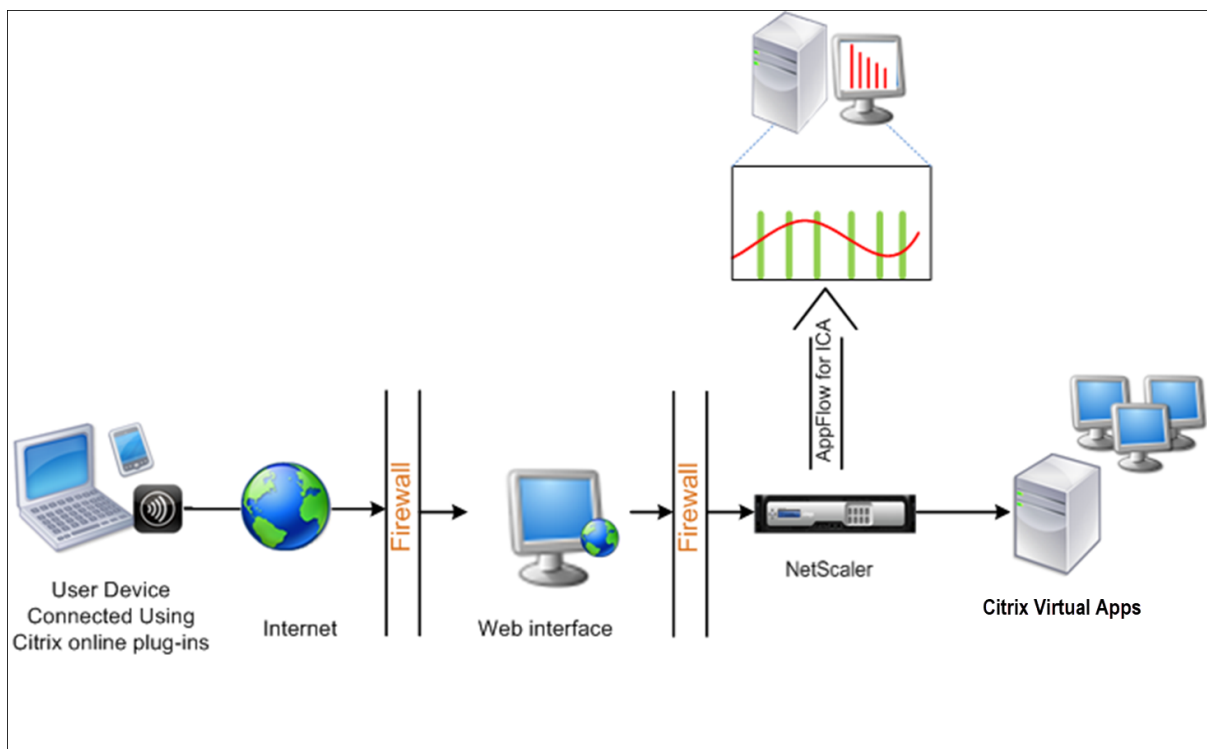 AppFlow for ICA
Firewall
Firewall
User Device
Connected Using
Citrix online plug-ins
Internet
Web interface
NetScaler
Citrix Virtual Apps